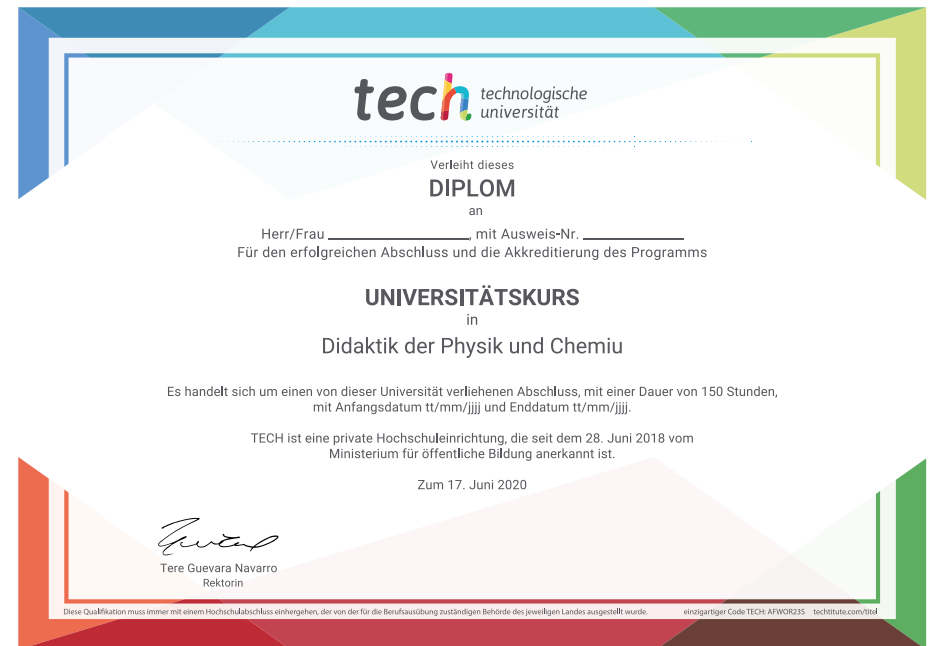 tech technologische
universität
Verleiht dieses
DIPLOM
an
Herr/Frau ____________________, mit Ausweis-Nr. ______________
Für den erfolgreichen Abschluss und die Akkreditierung des Programms
UNIVERSITÄTSKURS
in
Didaktik der Physik und Chemiu
Es handelt sich um einen von dieser Universität verliehenen Abschluss, mit einer Dauer von 150 Stunden,
mit Anfangsdatum tt/mm/jjjj und Enddatum tt/mm/jjjj.
TECH ist eine private Hochschuleinrichtung, die seit dem 28. Juni 2018 vom
Ministerium für öffentliche Bildung anerkannt ist.
Zum 17. Juni 2020
Tere Guevara Navarro
Rektorin
Diese Qualifikation muss immer mit einem Hochschulabschluss einhergehen, der von der für die Berufsausübung zuständigen Behörde des jeweiligen Landes ausgestellt wurde. einzigartiger Code TECH: AFWOR23S techtitute.com/titel